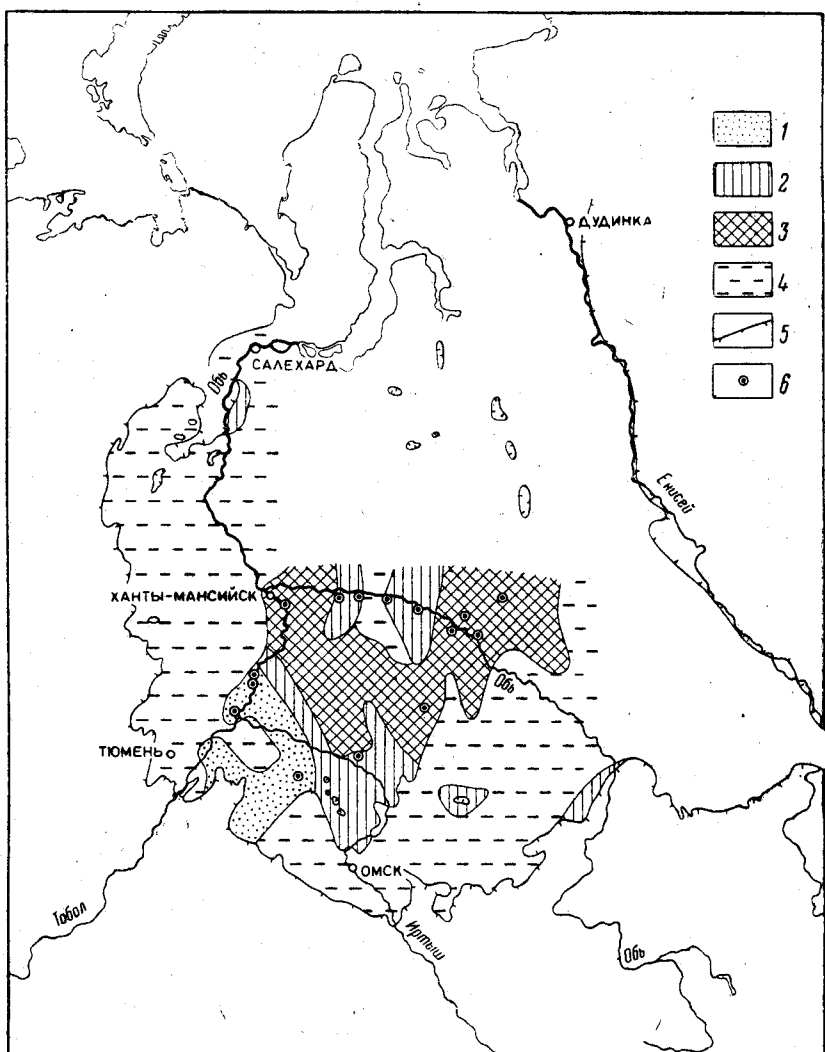 1
2
3
4
5
6
ДУДИНКА
САЛЕХАРД
Обь
Енисей
ХАНТЫ-МАНСИЙСК
Обь
ТЮМЕНЬ
ОМСК
Тобол
Иртыш
Обь